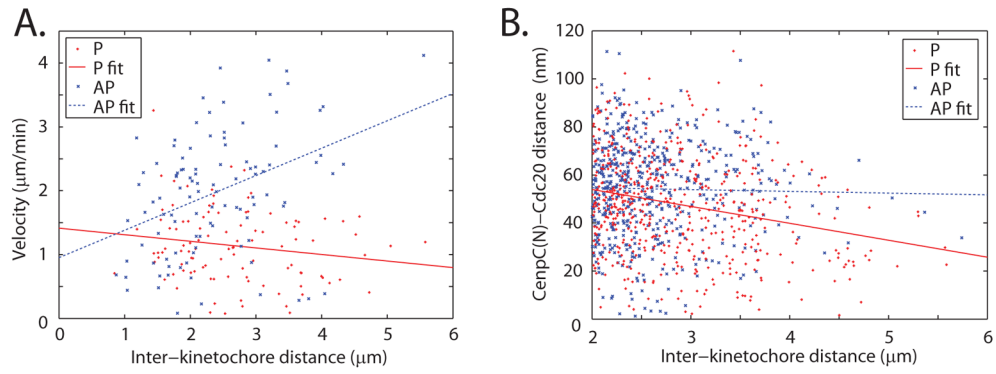 A.
Velocity (μm/min)
4
3
2
1
0
P
P fit
AP
AP fit
0 1 2 3 4 5 6
Inter−kinetochore distance (μm)
B.
CenpC(N)−Cdc20 distance (nm)
120
100
80
60
40
20
0
P
P fit
AP
AP fit
2 3 4 5 6
Inter−kinetochore distance (μm)